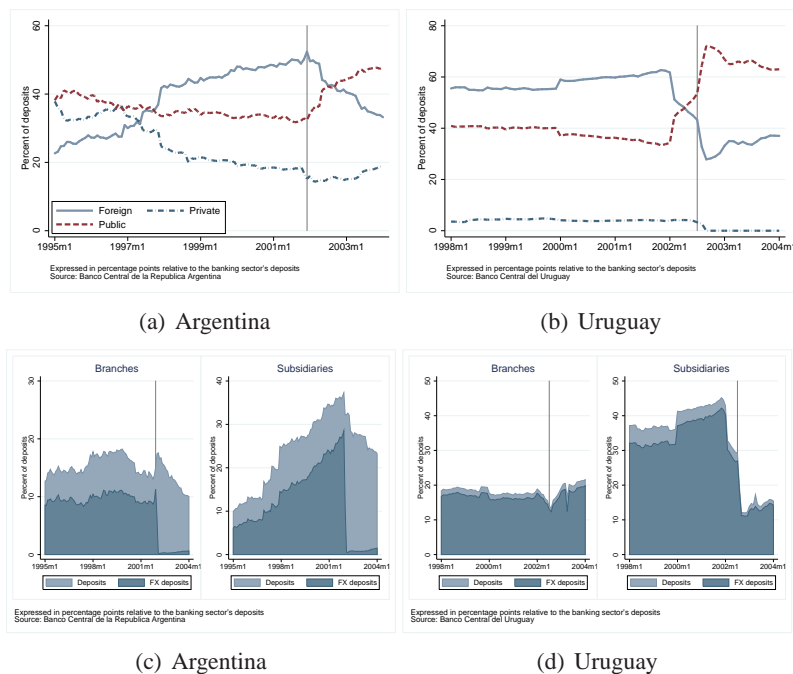 60
40
20
0
Percent of deposits
Foreign
Private
Public
1995m1
1997m1
1999m1
2001m1
2003m1
Expressed in percentage points relative to the banking sector's deposits
Source: Banco Central de la Republica Argentina
(a) Argentina
80
60
40
20
0
Percent of deposits
1998m1
1999m1
2000m1
2001m1
2002m1
2003m1
2004m1
Expressed in percentage points relative to the banking sector's deposits
Source: Banco Central del Uruguay
(b) Uruguay
Branches
30
20
10
0
Percent of deposits
1995m1
1998m1
2001m1
2004m1
Deposits
FX deposits
Subsidiaries
40
30
20
10
0
Percent of deposits
1995m1
1998m1
2001m1
2004m1
Deposits
FX deposits
Expressed in percentage points relative to the banking sector's deposits
Source: Banco Central de la Republica Argentina
(c) Argentina
Branches
50
40
30
20
10
0
Percent of deposits
1998m1
2000m1
2002m1
2004m1
Deposits
FX deposits
Subsidiaries
50
40
30
20
10
0
Percent of deposits
1998m1
2000m1
2002m1
2004m1
Deposits
FX deposits
Expressed in percentage points relative to the banking sector's deposits
Source: Banco Central del Uruguay
(d) Uruguay